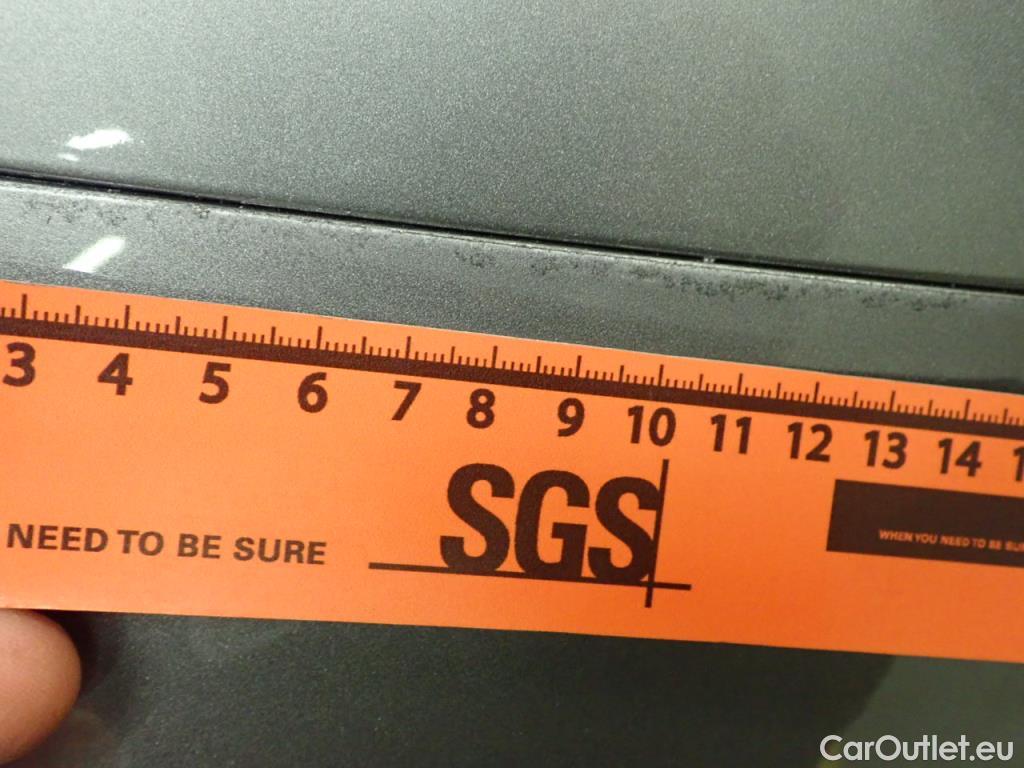 3 4 5 6 7 8 9 10 11 12 13 14
SGS
NEED TO BE SURE
WHEN YOU NEED TO BE
CarOutlet.eu